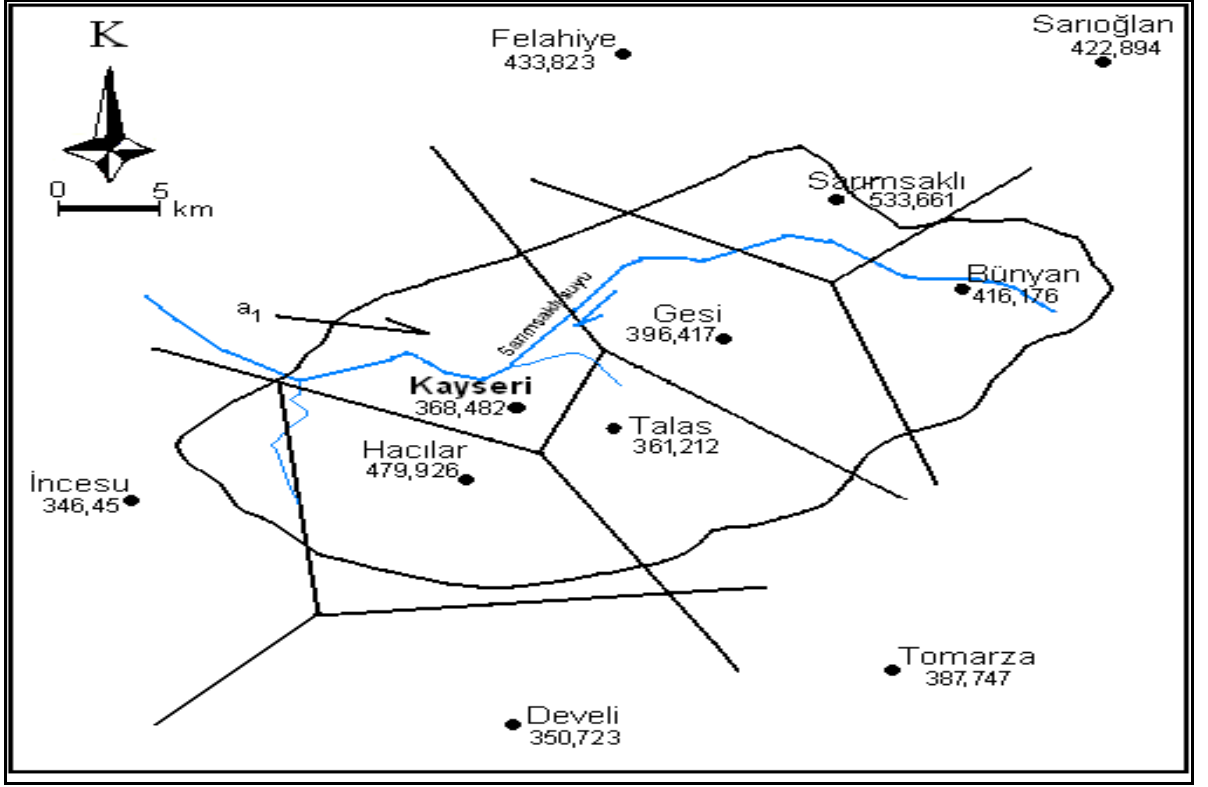 K
Felahiye
433,823
Sarıoğlan
422,894
0 5
km
Sarımsaklı
533,661
Bünyan
416,176
a1
Sarımsaklı suyu
Gesi
396,417
Kayseri
368,482
Talas
361,212
Hacılar
479,926
İncesu
346,45
Tomarza
387,747
Develi
350,723